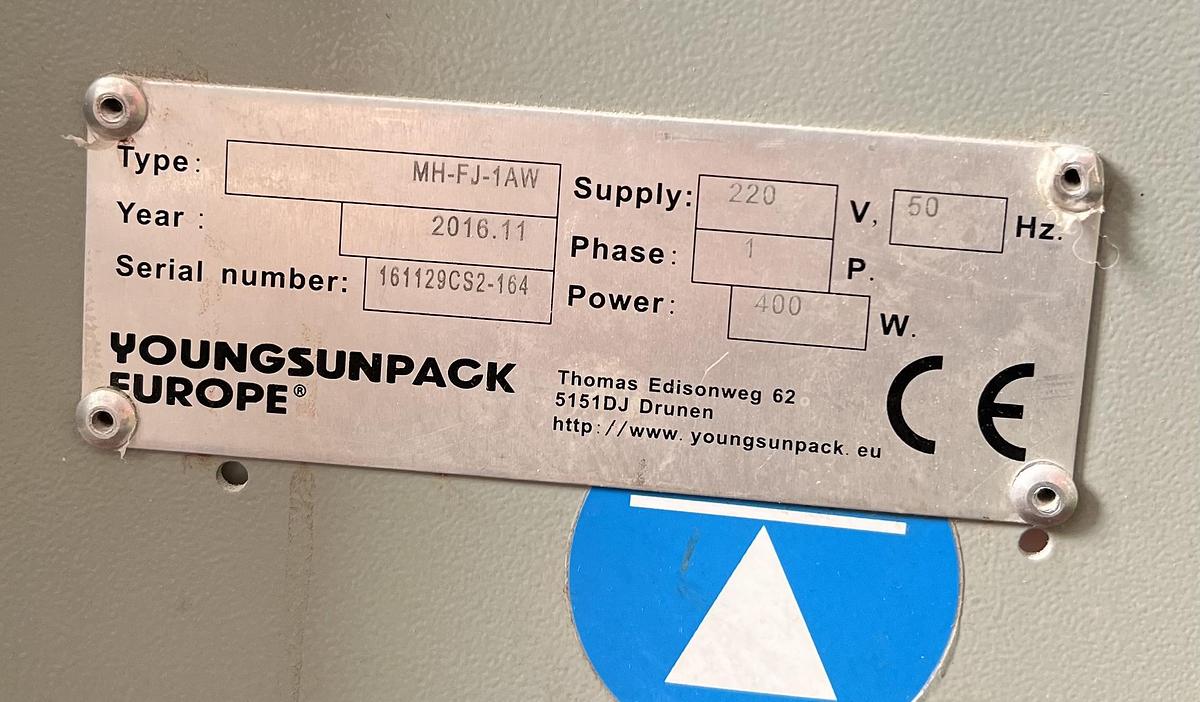 Type: MH-FJ-1AW
Year: 2016.11
Serial number: 161129CS2-164
Supply: 220 V, 50 Hz.
Phase: 1 P.
Power: 400 W.
YOUNGSUNPACK
EUROPE®
Thomas Edisonweg 62
5151DJ Drunen
http://www.youngsunpack.eu
CE